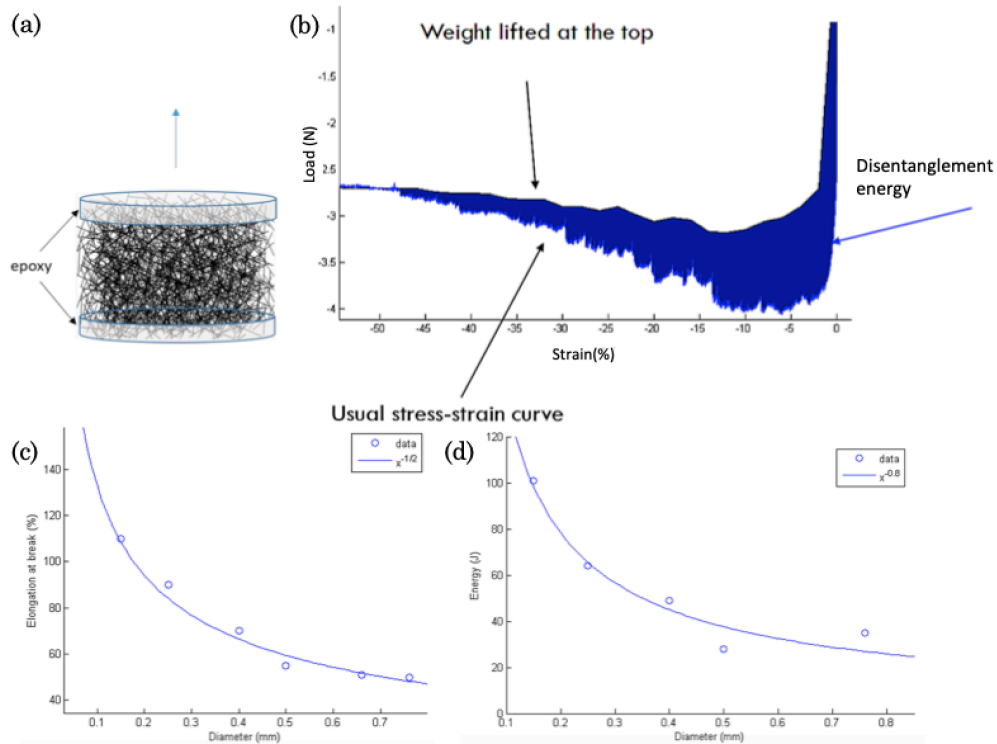 (a)
epoxy
(b)
Weight lifted at the top
Load (N)
-1
-1.5
-2
2.5
-3
-3.5
-4
-50
-45
-40
-35
-30
-25
-20
-15
-10
-5
0
Strain(%)
Disentanglement
energy
Usual stress-strain curve
(c)
data
x^-1/2
Elongation at break (%)
140
120
100
80
60
40
0.1
0.2
0.3
0.4
0.5
0.6
0.7
Diameter (mm)
(d)
data
x^-0.8
Energy (J)
120
100
80
60
40
20
0
0.1
0.2
0.3
0.4
0.5
0.6
0.7
0.8
Diameter (mm)